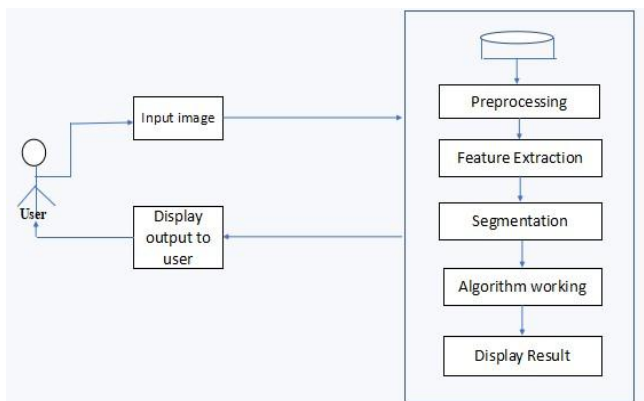 Input image
User
Display
output to
user
Preprocessing
Feature Extraction
Segmentation
Algorithm working
Display Result